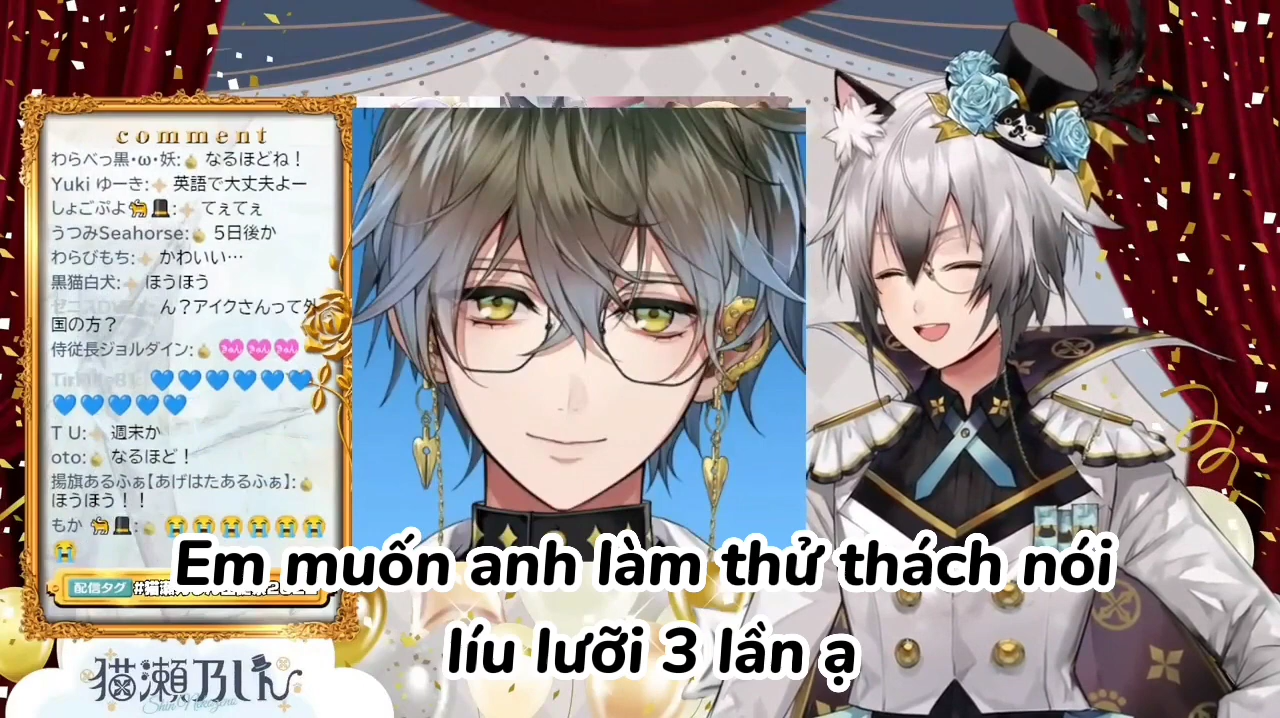 comment
わらべっ黒・ω・妖: なるほどね！
Yuki ゆーき: 英語で大丈夫よー
しょごぷよ🐈🎩: てぇてぇ
うつみSeahorse: 5日後か
わらびもち: かわいい…
黒猫白犬: ほうほう
ん？アイクさんって外
国の方？
侍従長ジョルダイン:
💙💙💙💙💙💙
💙💙💙💙💙
T U: 週末か
oto: なるほど！
揚旗あるふぁ【あげはたあるふぁ】:
ほうほう！！
もか 🐈🎩: 😭😭😭😭😭😭
😭
配信タグ
Em muốn anh làm thử thách nói
líu lưỡi 3 lần ạ
猫瀬乃しん
Shin Nekozeno